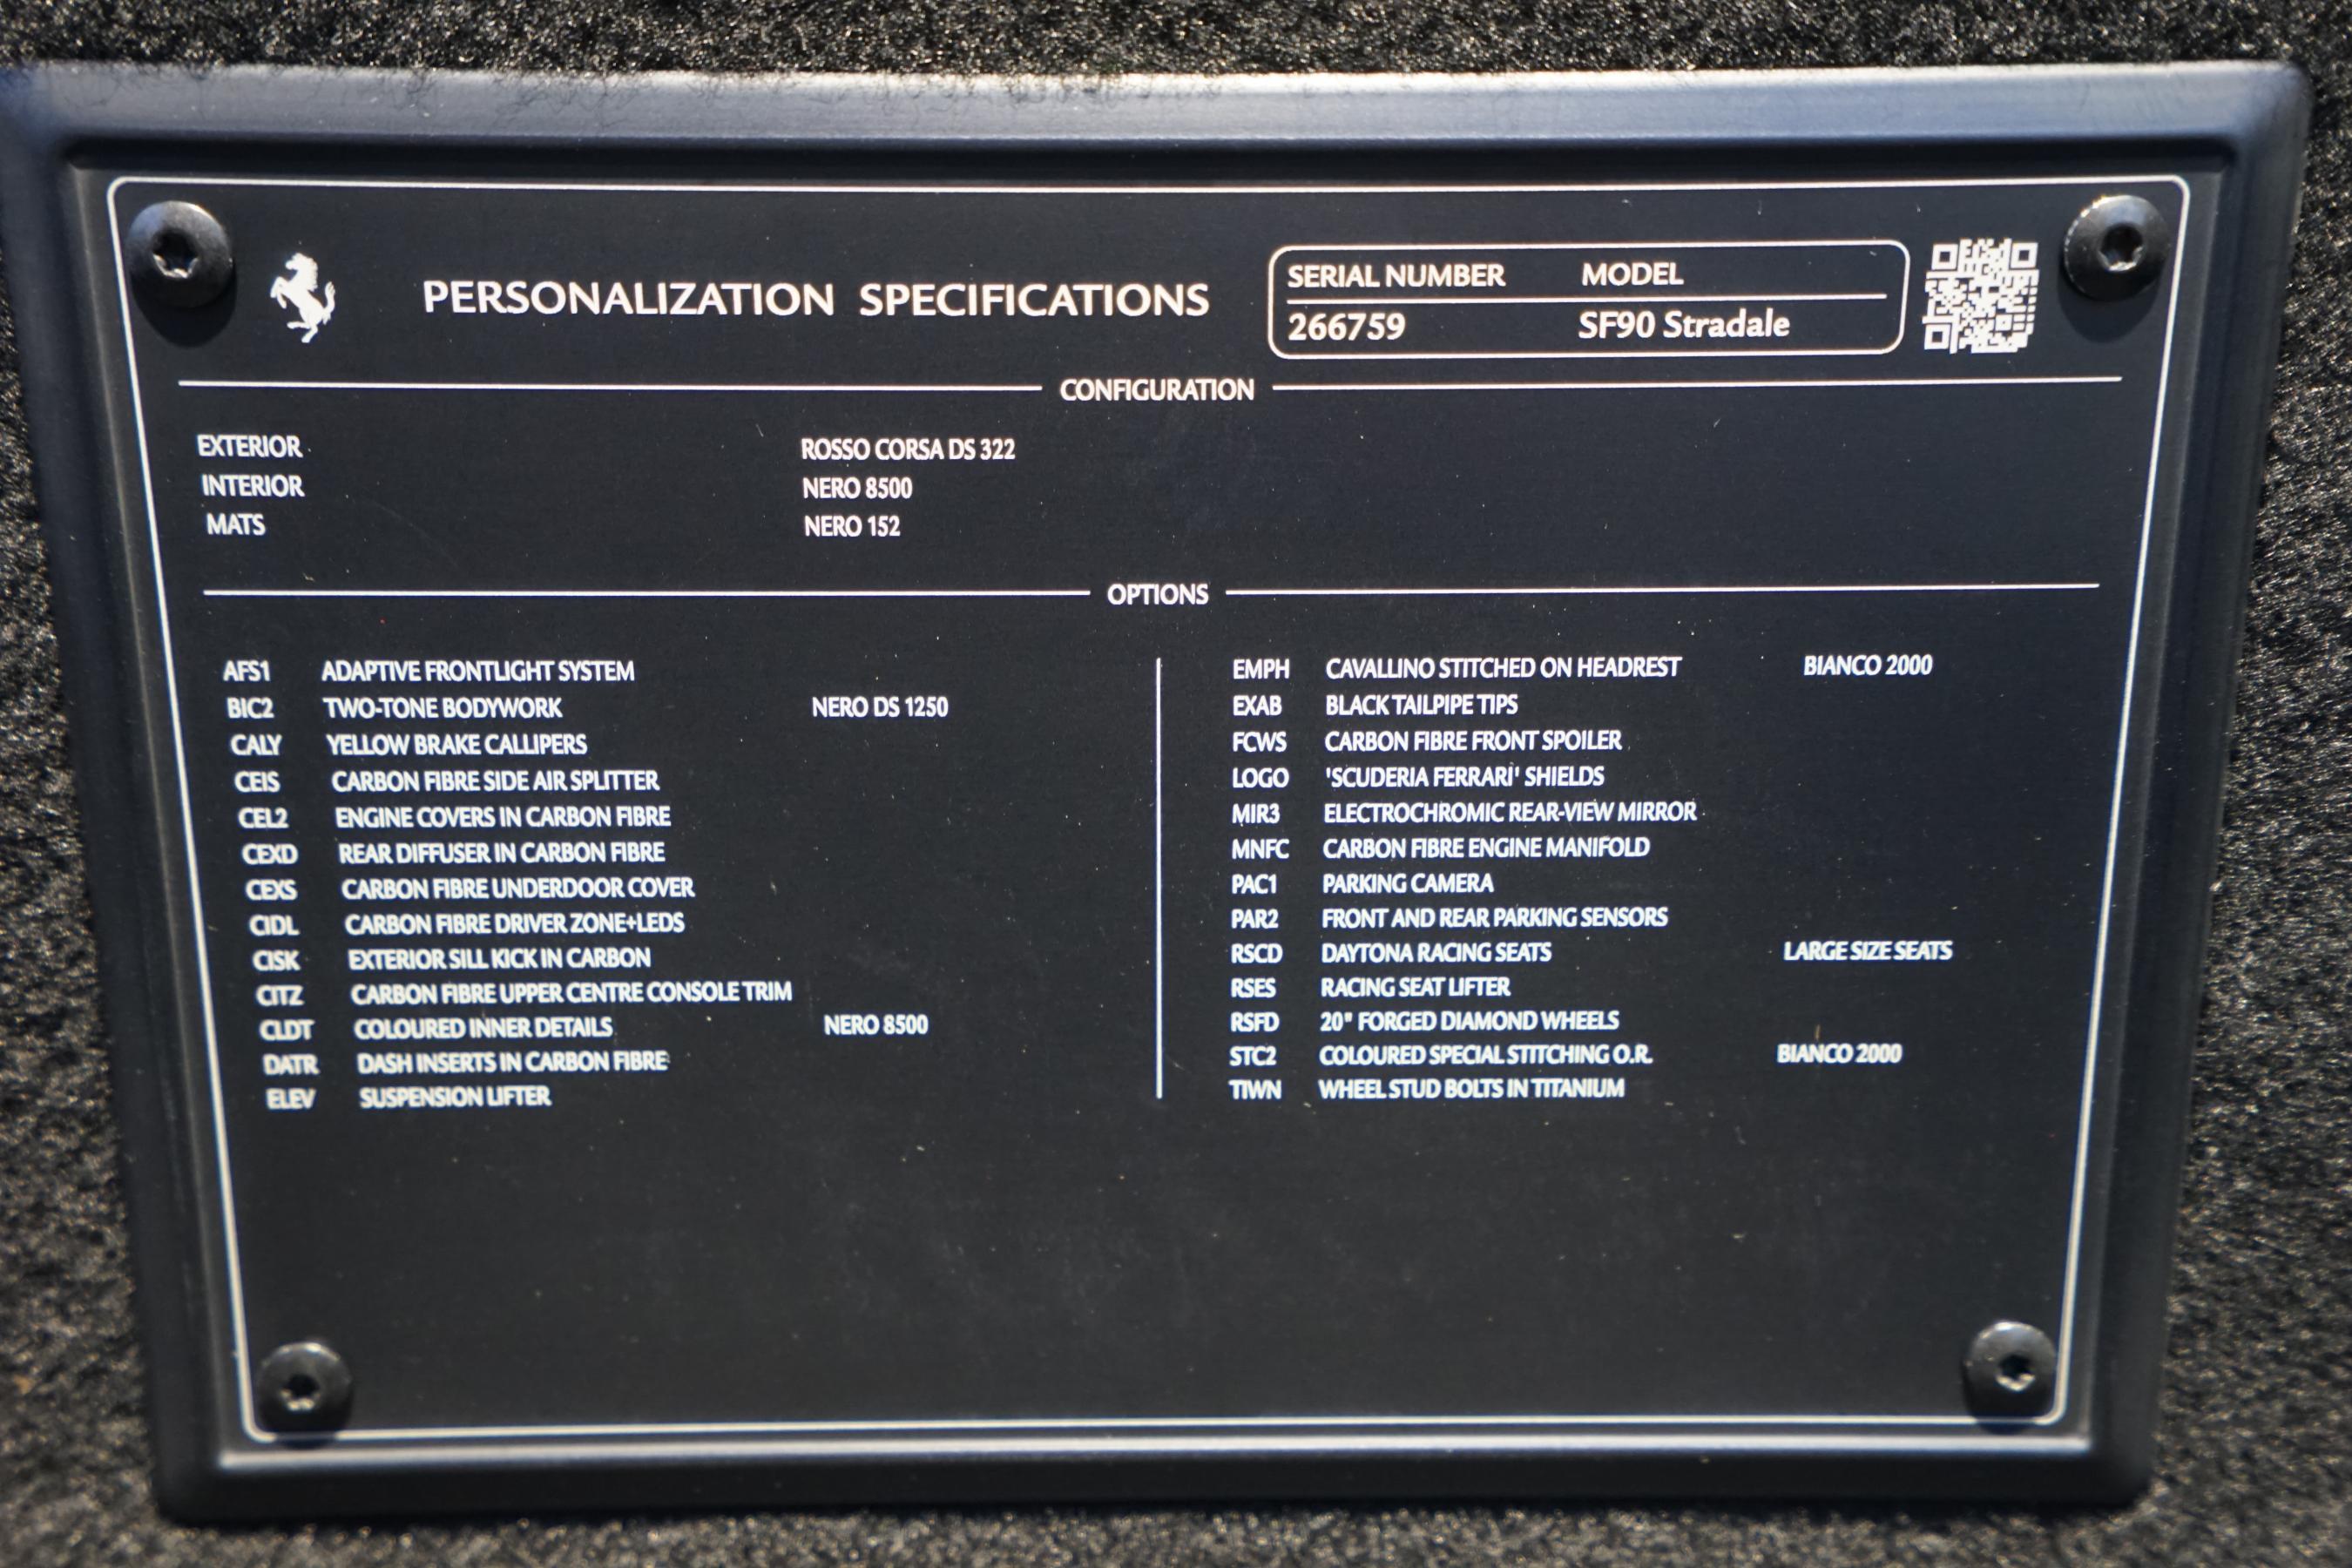 PERSONALIZATION SPECIFICATIONS
SERIAL NUMBER MODEL
266759 SF90 Stradale
CONFIGURATION
EXTERIOR ROSSO CORSA DS 322
INTERIOR NERO 8500
MATS NERO 152
OPTIONS
AFS1 ADAPTIVE FRONTLIGHT SYSTEM
BIC2 TWO-TONE BODYWORK NERO DS 1250
CALY YELLOW BRAKE CALLIPERS
CEIS CARBON FIBRE SIDE AIR SPLITTER
CEL2 ENGINE COVERS IN CARBON FIBRE
CEXD REAR DIFFUSER IN CARBON FIBRE
CEXS CARBON FIBRE UNDERDOOR COVER
CIDL CARBON FIBRE DRIVER ZONE+LEDS
CISK EXTERIOR SILL KICK IN CARBON
CITZ CARBON FIBRE UPPER CENTRE CONSOLE TRIM
CLDT COLOURED INNER DETAILS NERO 8500
DATR DASH INSERTS IN CARBON FIBRE
ELEV SUSPENSION LIFTER
EMPH CAVALLINO STITCHED ON HEADREST BIANCO 2000
EXAB BLACK TAILPIPE TIPS
FCWS CARBON FIBRE FRONT SPOILER
LOGO 'SCUDERIA FERRARI' SHIELDS
MIR3 ELECTROCHROMIC REAR-VIEW MIRROR
MNFC CARBON FIBRE ENGINE MANIFOLD
PAC1 PARKING CAMERA
PAR2 FRONT AND REAR PARKING SENSORS
RSCD DAYTONA RACING SEATS LARGE SIZE SEATS
RSES RACING SEAT LIFTER
RSFD 20" FORGED DIAMOND WHEELS
STC2 COLOURED SPECIAL STITCHING O.R. BIANCO 2000
TIWN WHEEL STUD BOLTS IN TITANIUM